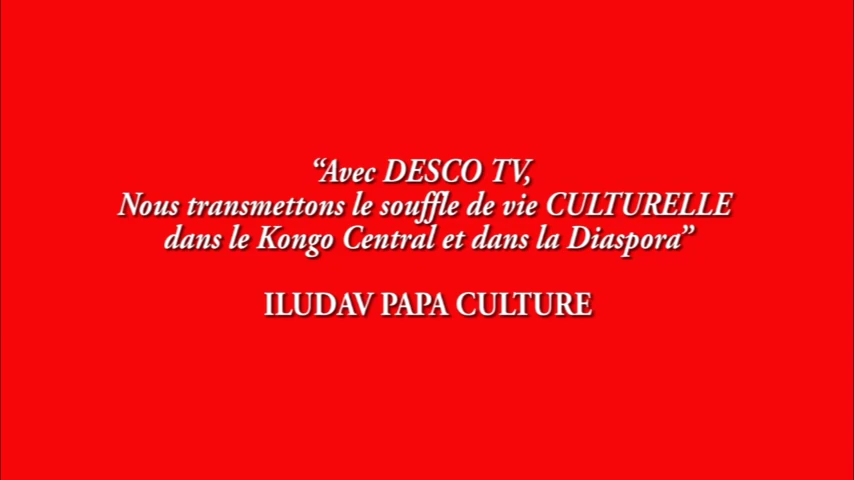 “Avec DESCO TV,
Nous transmettons le souffle de vie CULTURELLE
dans le Kongo Central et dans la Diaspora”
ILUDAV PAPA CULTURE